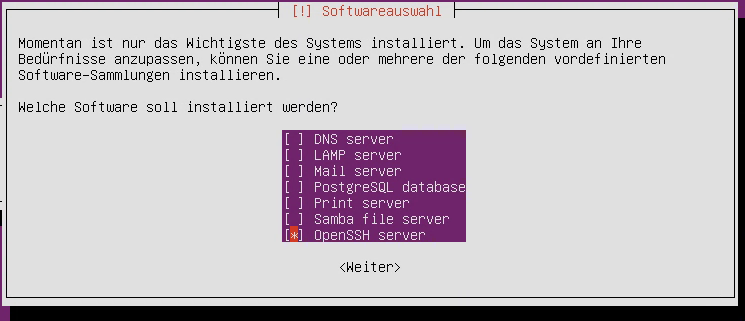 [!] Softwareauswahl
Momentan ist nur das Wichtigste des Systems installiert. Um das System an Ihre
Bedürfnisse anzupassen, können Sie eine oder mehrere der folgenden vordefinierten
Software-Sammlungen installieren.
Welche Software soll installiert werden?
[ ] DNS server
[ ] LAMP server
[ ] Mail server
[ ] PostgreSQL database
[ ] Print server
[ ] Samba file server
[*] OpenSSH server
<Weiter>